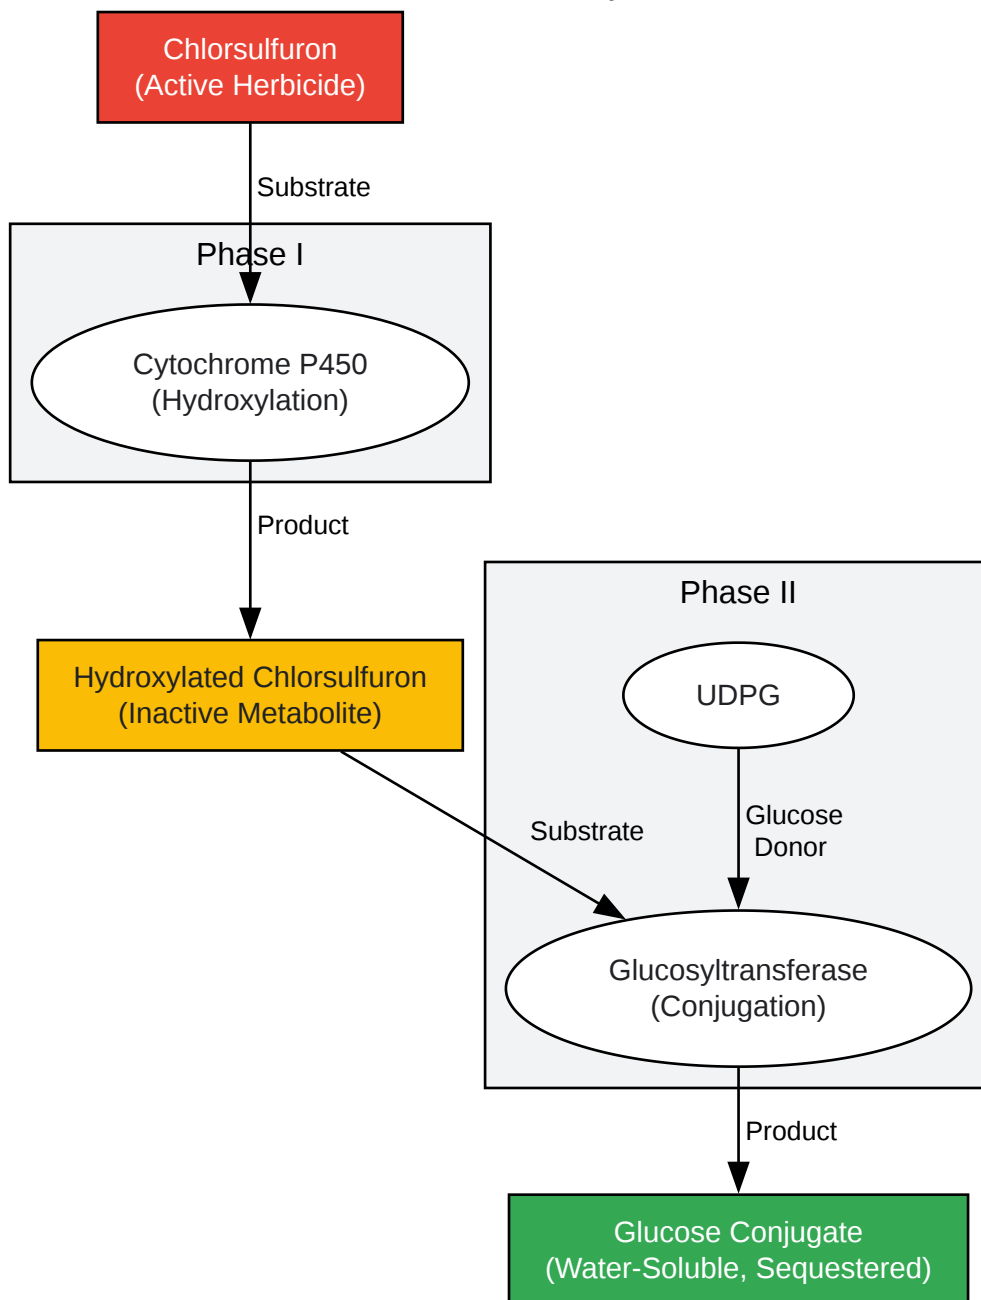 Chlorsulfuron
(Active Herbicide)
Substrate
Phase I
Cytochrome P450
(Hydroxylation)
Product
Hydroxylated Chlorsulfuron
(Inactive Metabolite)
Phase II
UDPG
Glucose
Donor
Substrate
Glucosyltransferase
(Conjugation)
Product
Glucose Conjugate
(Water-Soluble, Sequestered)